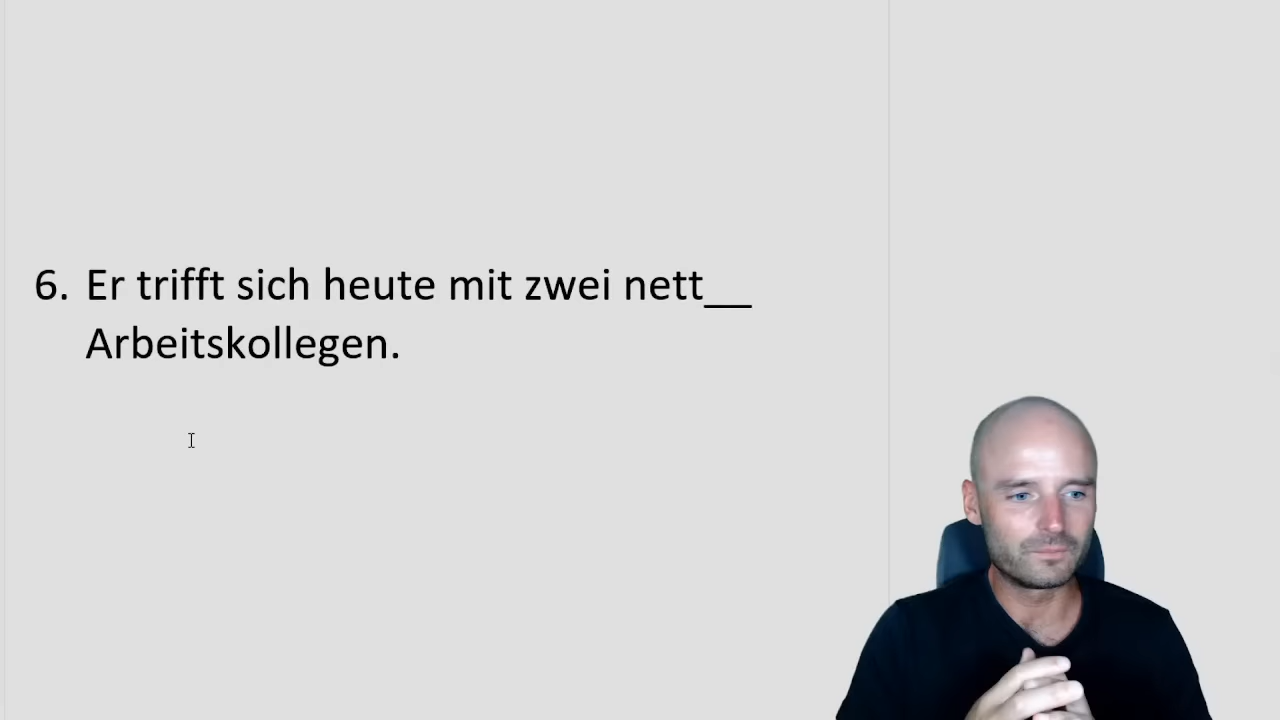 6. Er trifft sich heute mit zwei nett__
Arbeitskollegen.